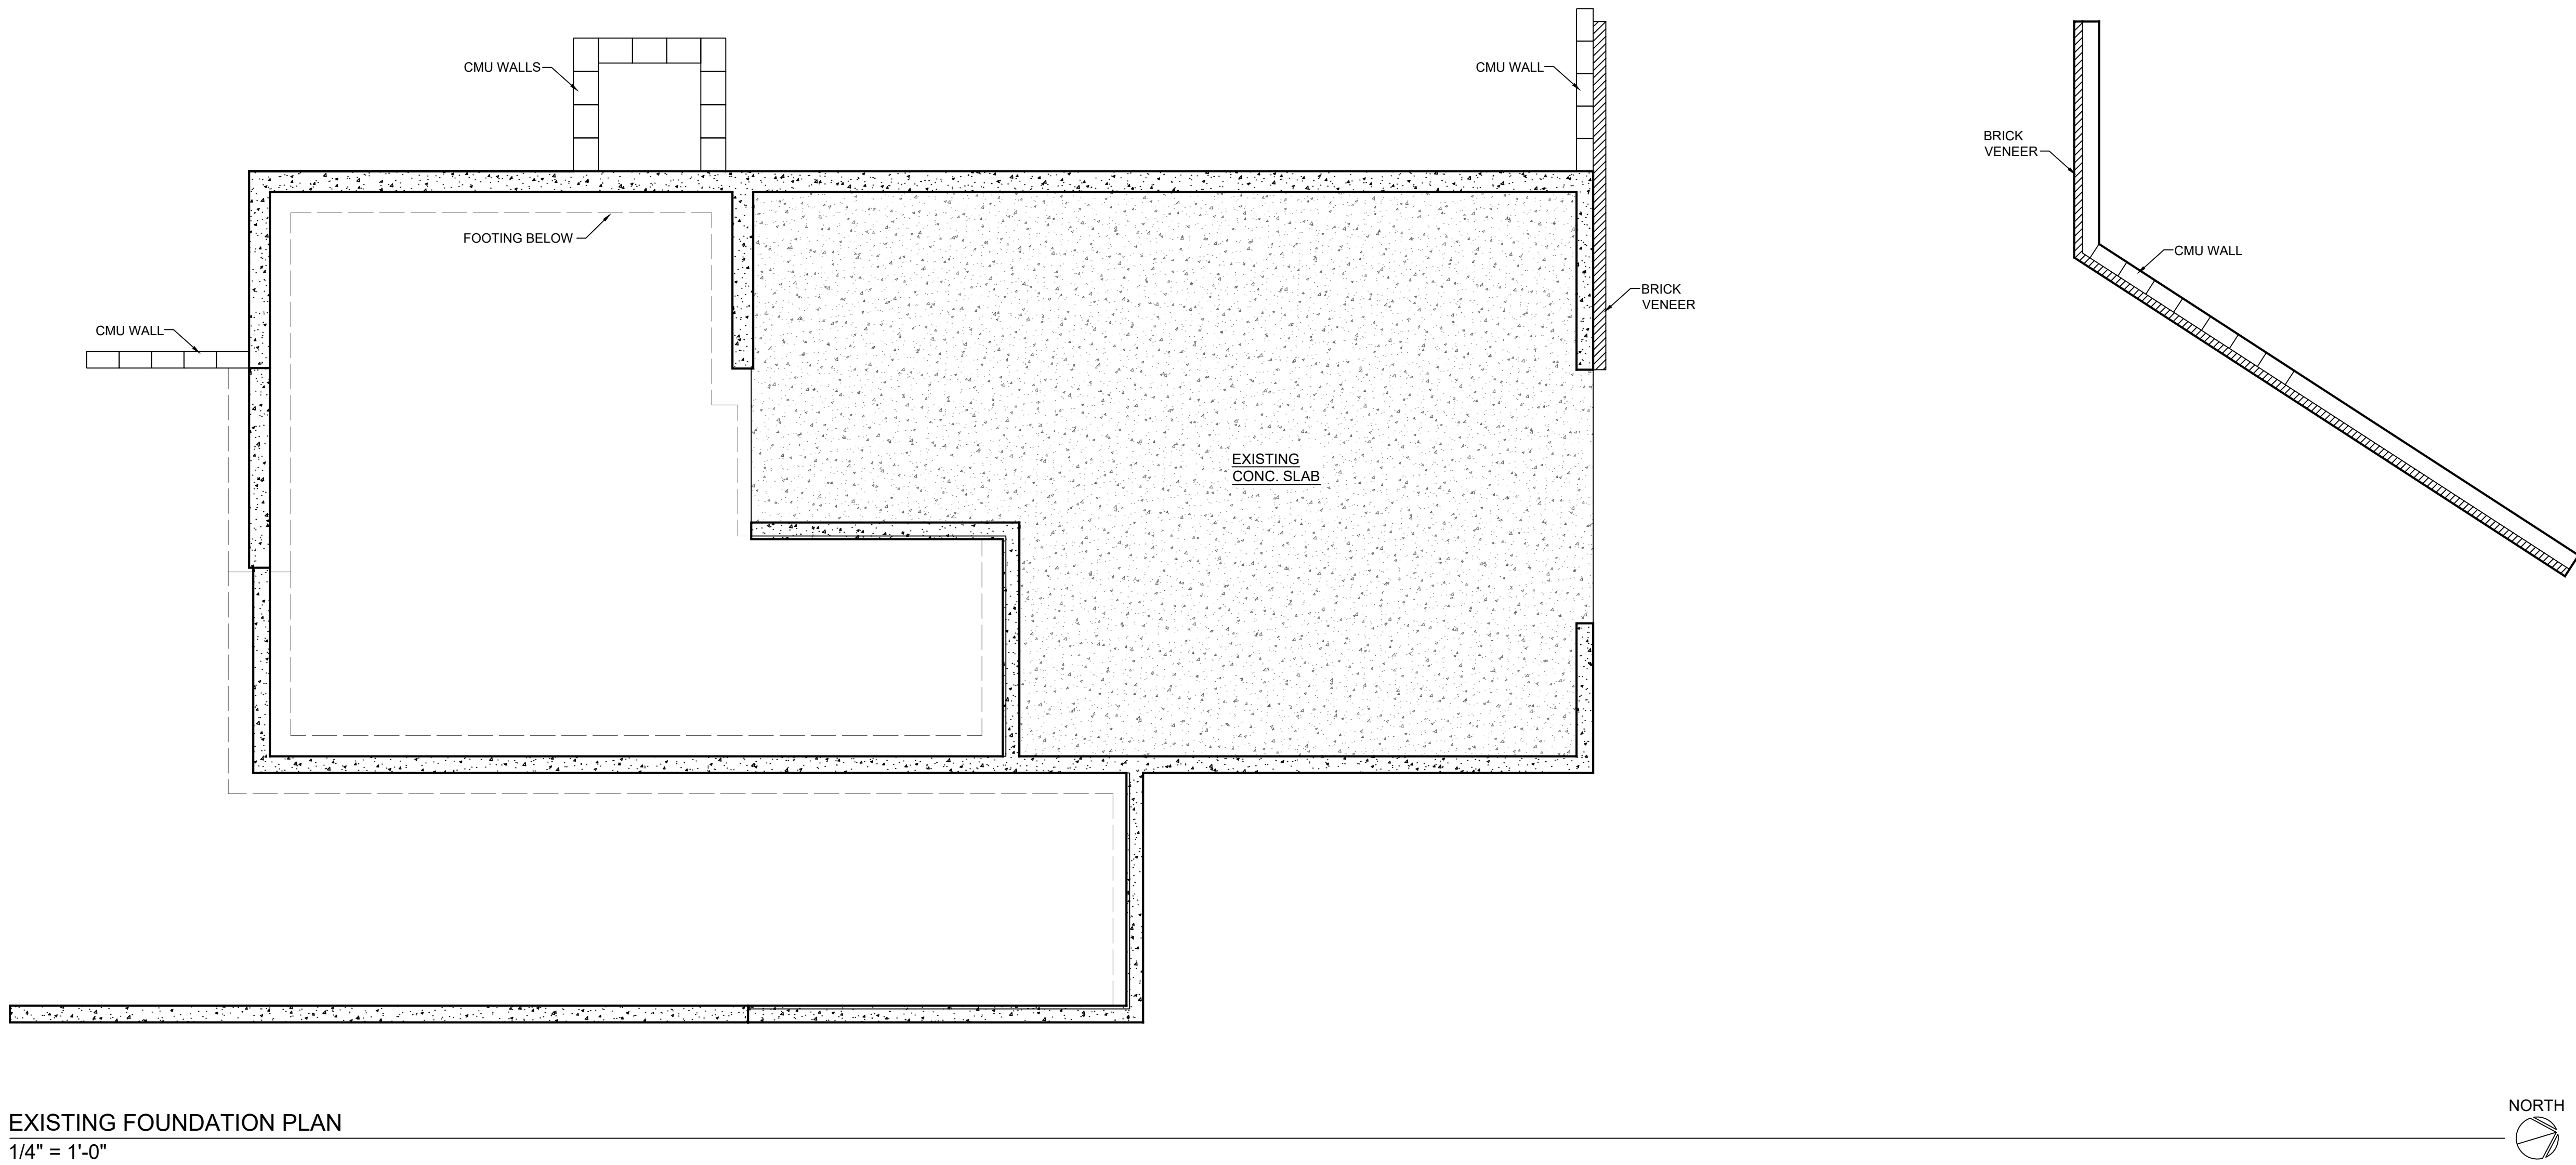 CMU WALLS
CMU WALL
BRICK
VENEER
FOOTING BELOW
CMU WALL
BRICK
VENEER
CMU WALL
EXISTING
CONC. SLAB
EXISTING FOUNDATION PLAN
1/4" = 1'-0"
NORTH